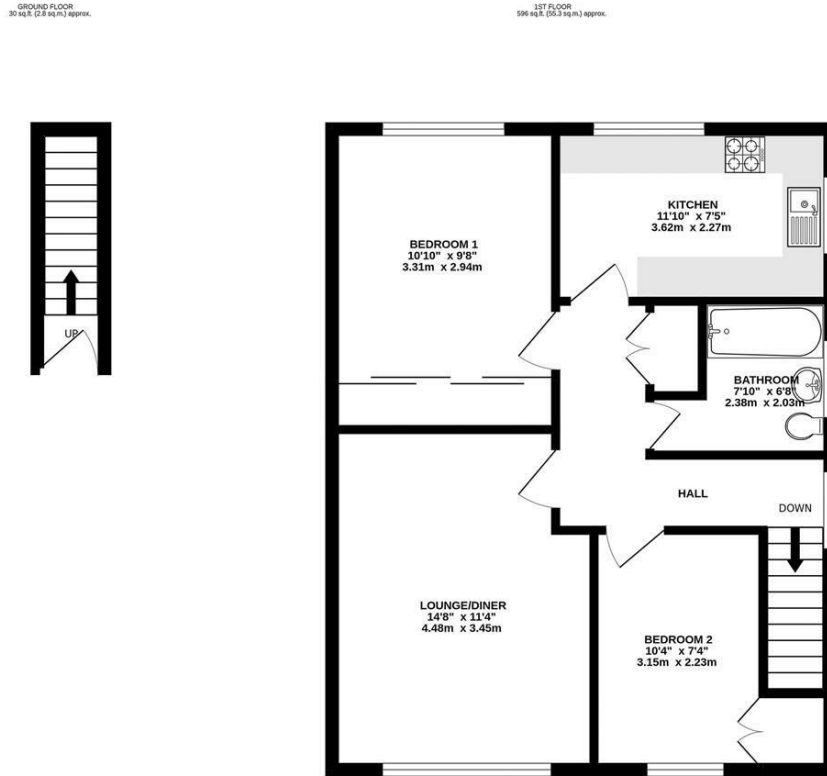 GROUND FLOOR
30 sq.ft. (2.8 sq.m.) approx.
1ST FLOOR
596 sq.ft. (55.3 sq.m.) approx.
UP
BEDROOM 1
10'10" x 9'8"
3.31m x 2.94m
KITCHEN
11'10" x 7'5"
3.62m x 2.27m
BATHROOM
7'10" x 6'8"
2.38m x 2.03m
HALL
DOWN
LOUNGE/DINER
14'8" x 11'4"
4.48m x 3.45m
BEDROOM 2
10'4" x 7'4"
3.15m x 2.23m